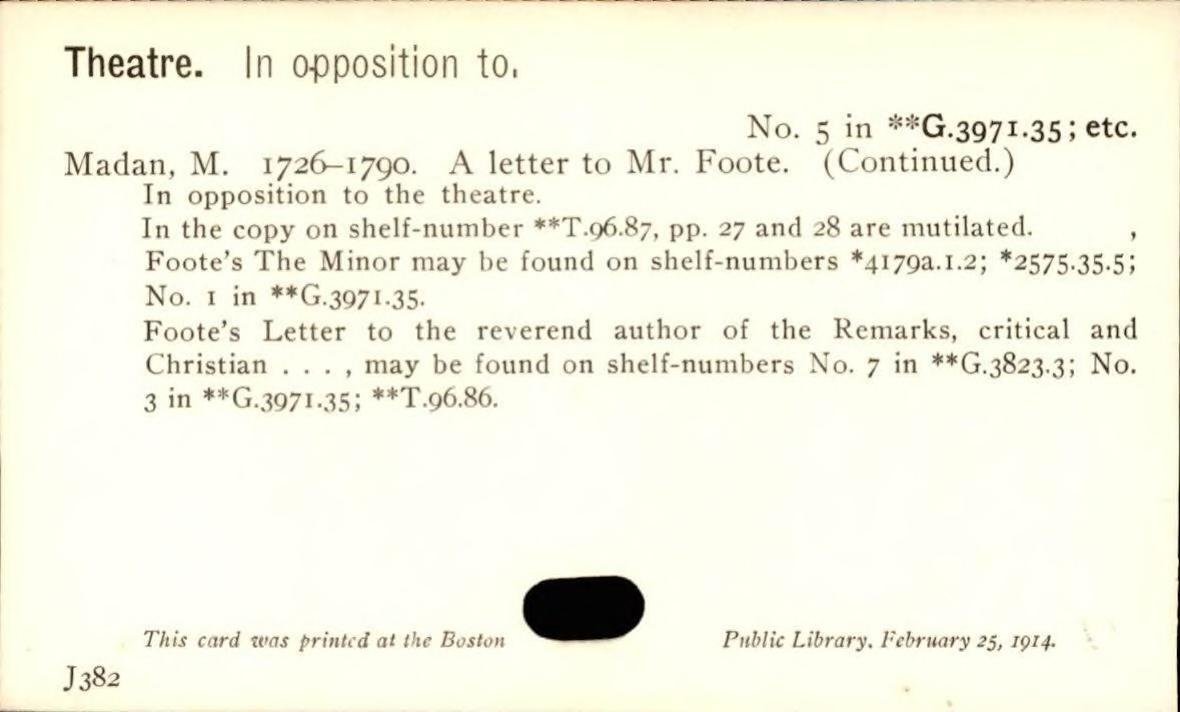 Theatre. In opposition to.
No. 5 in **G.3971.35; etc.
Madan, M. 1726–1790. A letter to Mr. Foote. (Continued.)
In opposition to the theatre.
In the copy on shelf-number **T.96.87, pp. 27 and 28 are mutilated. ,
Foote's The Minor may be found on shelf-numbers *4179a.1.2; *2575.35.5;
No. 1 in **G.3971.35.
Foote's Letter to the reverend author of the Remarks, critical and
Christian . . . , may be found on shelf-numbers No. 7 in **G.3823.3; No.
3 in **G.3971.35; **T.96.86.
This card was printed at the Boston Public Library, February 25, 1914.
J382